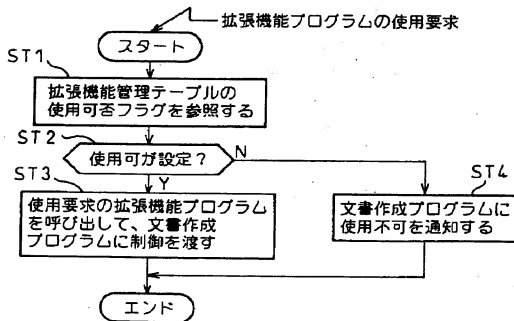 拡張機能プログラムの使用要求
スタート
ST1
拡張機能管理テーブルの
使用可否フラグを参照する
ST2
使用可が設定？
N
Y
ST3
使用要求の拡張機能プログラム
を呼び出して、文書作成
プログラムに制御を渡す
ST4
文書作成プログラムに
使用不可を通知する
エンド